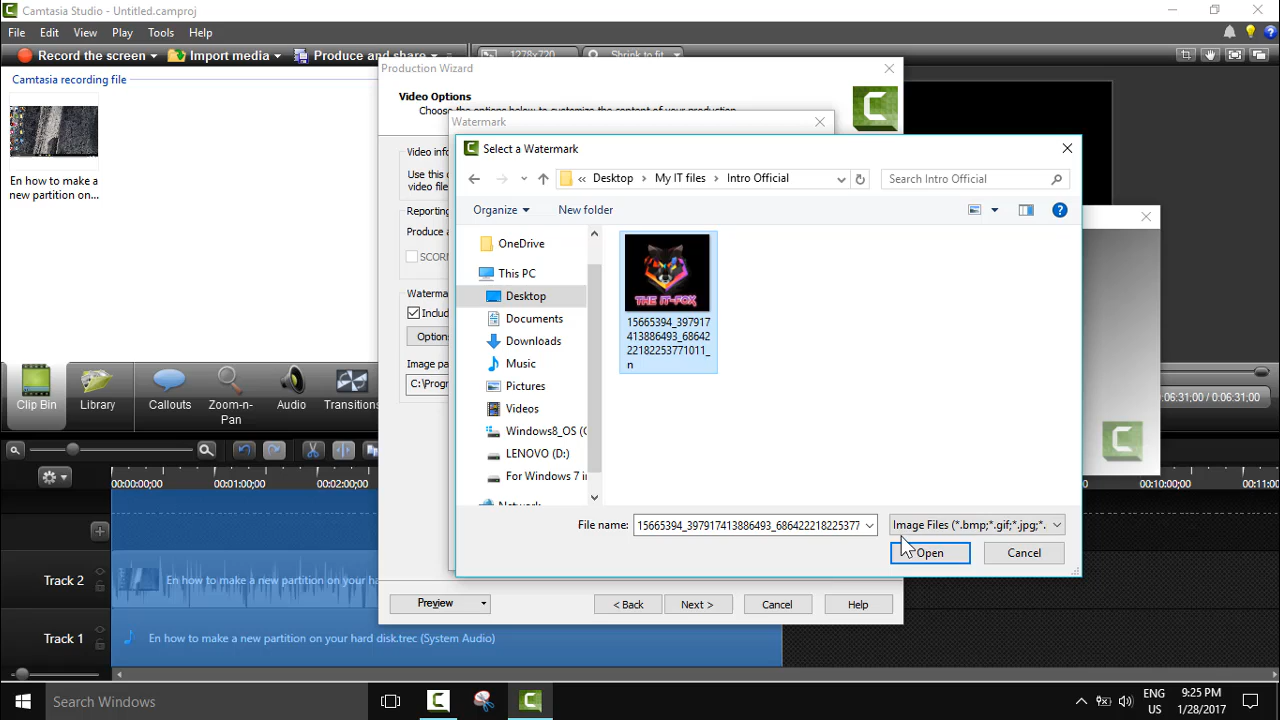 Camtasia Studio - Untitled.camproj
File Edit View Play Tools Help
Record the screen Import media Produce and share
1278x720 Shrink to fit
Camtasia recording file
En how to make a
new partition on...
Production Wizard
Video Options
Choose the options below to customize the content of your production.
Watermark
Select a Watermark
« Desktop My IT files Intro Official
Search Intro Official
Organize New folder
OneDrive
This PC
Desktop
Documents
Downloads
Music
Pictures
Videos
Windows8_OS (C
LENOVO (D:)
For Windows 7 i
Network
THE IT-FOX
15665394_397917
413886493_68642
221822537710 11_
n
File name: 15665394_397917413886493_686422218225377
Image Files (*.bmp;*.gif;*.jpg;*.
Open Cancel
Video info
Use this o
video file
Reporting
Produce a
SCOR
Waterma
Includ
Options
Image pa
C:\Progr
Preview < Back Next > Cancel Help
Clip Bin Library Callouts Zoom-n-
Pan Audio Transitions
0:06:31;00 / 0:06:31;00
00:00:00;00 00:01:00;00 00:02:00;00 00:10:00;00 00:11:0
Track 2 En how to make a new partition on your ha
Track 1 En how to make a new partition on your hard disk.trec (System Audio)
Search Windows
ENG
US
9:25 PM
1/28/2017